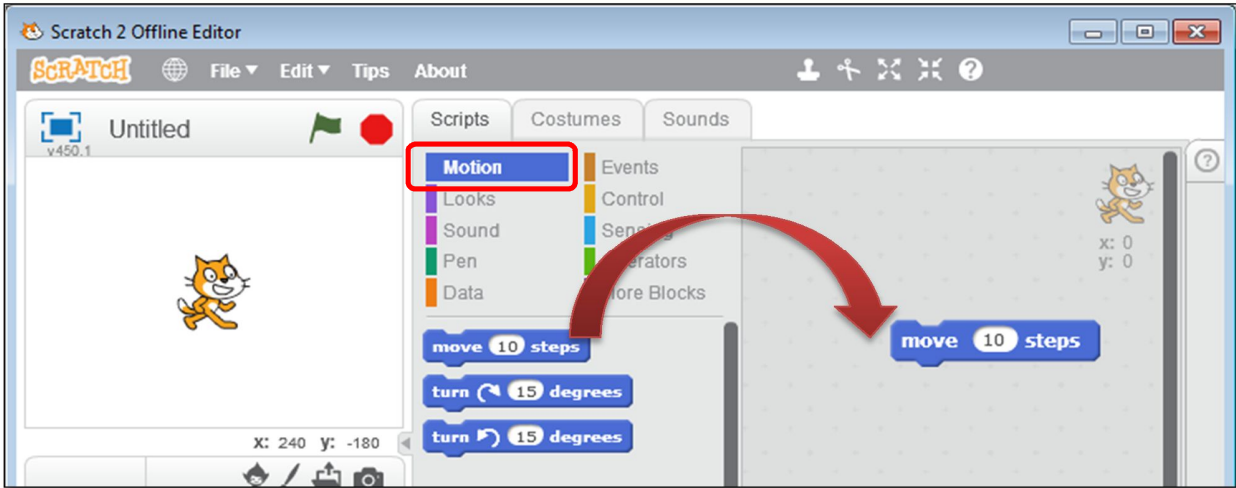 Scratch 2 Offline Editor
SCRATCH File Edit Tips About
Untitled
v450.1
Scripts Costumes Sounds
Motion Events
Looks Control
Sound
Pen
Data Blocks
x: 0
y: 0
move 10 steps
turn 15 degrees
turn 15 degrees
move 10 steps
X: 240 y: -180